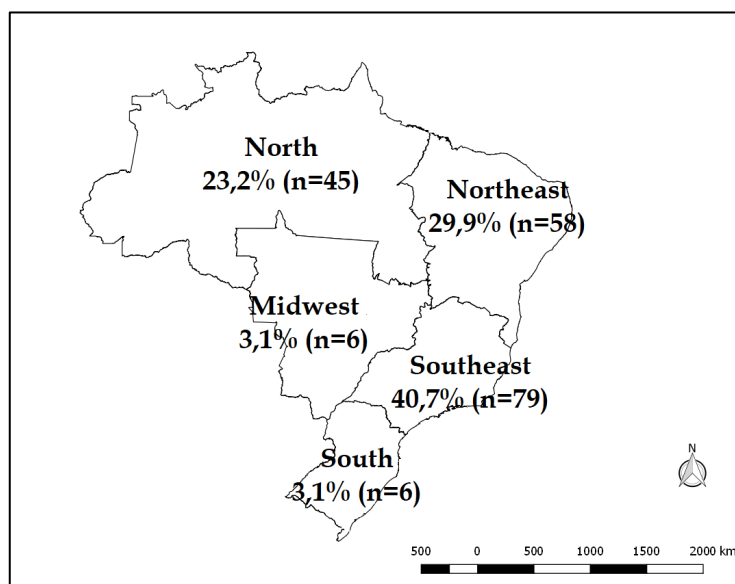 North
23,2% (n=45)
Northeast
29,9% (n=58)
Midwest
3,1% (n=6)
Southeast
40,7% (n=79)
South
3,1% (n=6)
N
500 0 500 1000 1500 2000 km